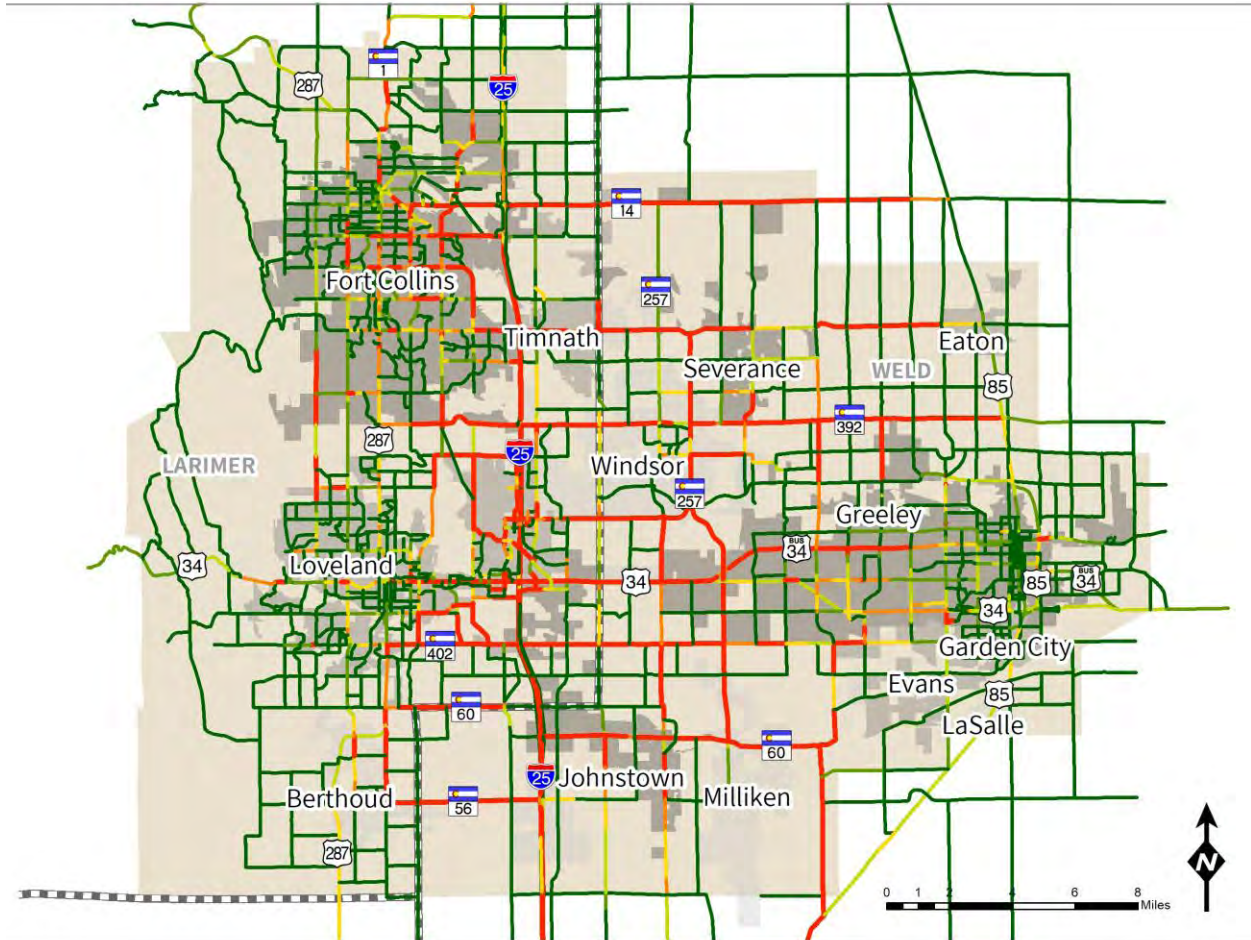 1
287
25
14
Fort Collins
257
Timnath
Eaton
Severance
WELD
85
392
287
25
LARIMER
Windsor
257
Greeley
BUS
34
34
Loveland
34
85
BUS
34
34
402
Garden City
Evans
85
60
LaSalle
60
25
Johnstown
Berthoud
56
Milliken
287
N
0 1 2 4 6 8
Miles